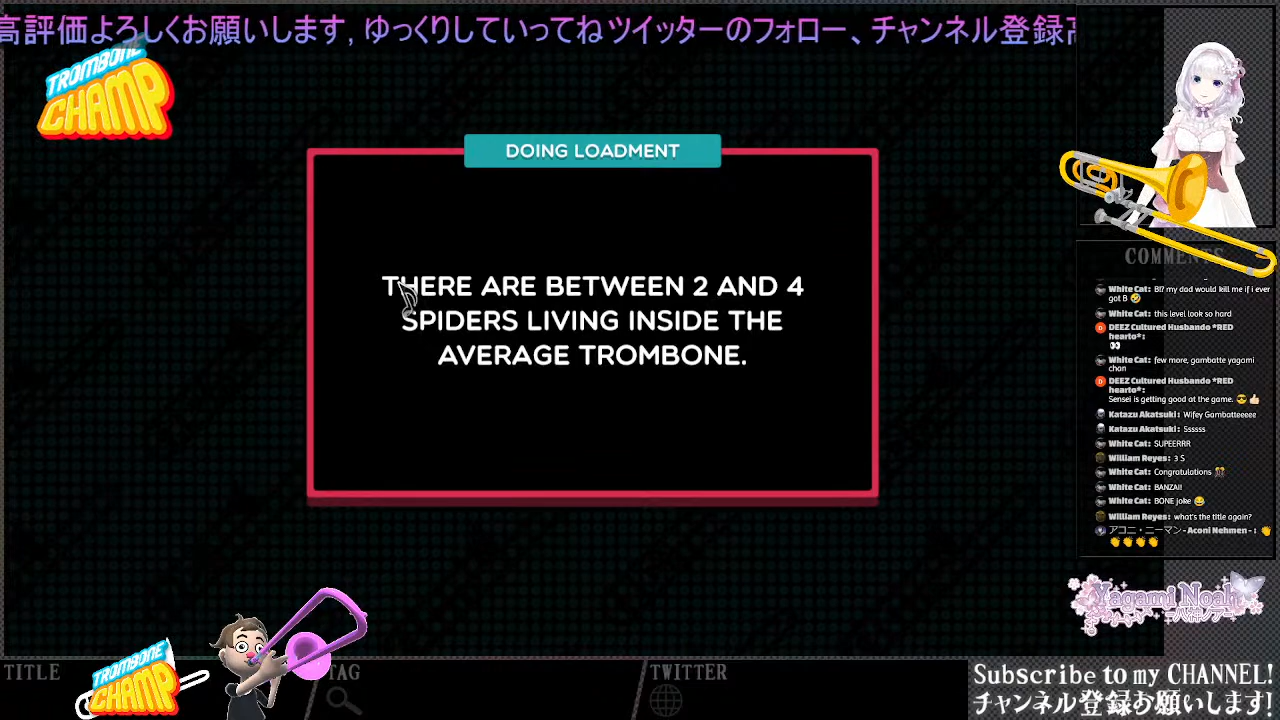 高評価よろしくお願いします, ゆっくりしていってねツイッターのフォロー、チャンネル登録高
TROMBONE
CHAMP
DOING LOADMENT
THERE ARE BETWEEN 2 AND 4
SPIDERS LIVING INSIDE THE
AVERAGE TROMBONE.
COMMENTS
White Cat: B!? my dad would kill me if i ever
got B 🤣
White Cat: this level look so hard
DEEZ Cultured Husbando *RED
hearto*:
👀
White Cat: few more, gambatte yagami
chan
DEEZ Cultured Husbando *RED
hearto*:
Sensei is getting good at the game. 😎👍🏻
Katazu Akatsuki: Wifey Gambatteeeee
Katazu Akatsuki: Ssssss
White Cat: SUPERRR
William Reyes: 3 S
White Cat: Congratulations 🎊
White Cat: BANZAI!
White Cat: BONE joke 😂
William Reyes: what's the title again?
アコニ・ニーマン - Aconi Nehmen - : 👏
👏👏👏👏
Yagami Noah
TITLE
TROMBONE
CHAMP
TAG
TWITTER
Subscribe to my CHANNEL!
チャンネル登録お願いします!